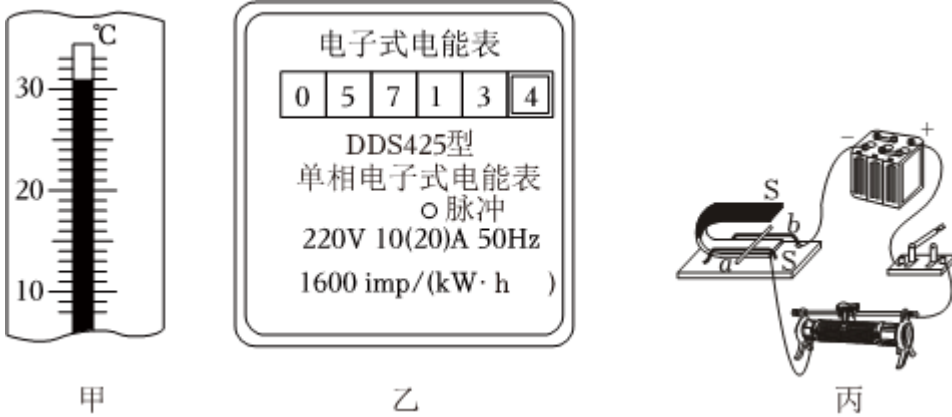 ℃
30
20
10
甲
电子式电能表
0 5 7 1 3 4
DDS425型
单相电子式电能表
脉冲
220V 10(20)A 50Hz
1600 imp/(kW· h )
乙
− +
S
b
a
S
丙